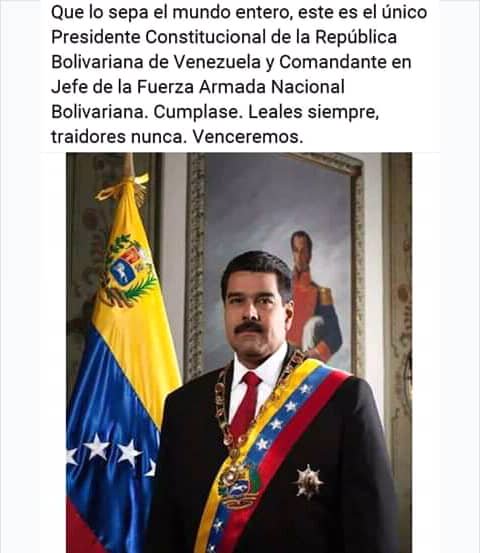 Que lo sepa el mundo entero, este es el único
Presidente Constitucional de la República
Bolivariana de Venezuela y Comandante en
Jefe de la Fuerza Armada Nacional
Bolivariana. Cumplase. Leales siempre,
traidores nunca. Venceremos.